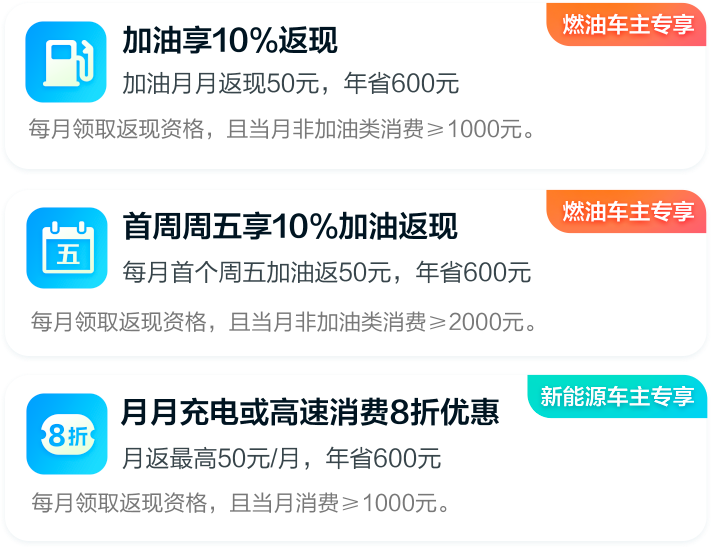 加油享10%返现
燃油车主专享
加油月月返现50元，年省600元
每月领取返现资格，且当月非加油类消费≥1000元。
首周周五享10%加油返现
燃油车主专享
五
每月首个周五加油返50元，年省600元
每月领取返现资格，且当月非加油类消费≥2000元。
月月充电或高速消费8折优惠
新能源车主专享
8折
月返最高50元/月，年省600元
每月领取返现资格，且当月消费≥1000元。